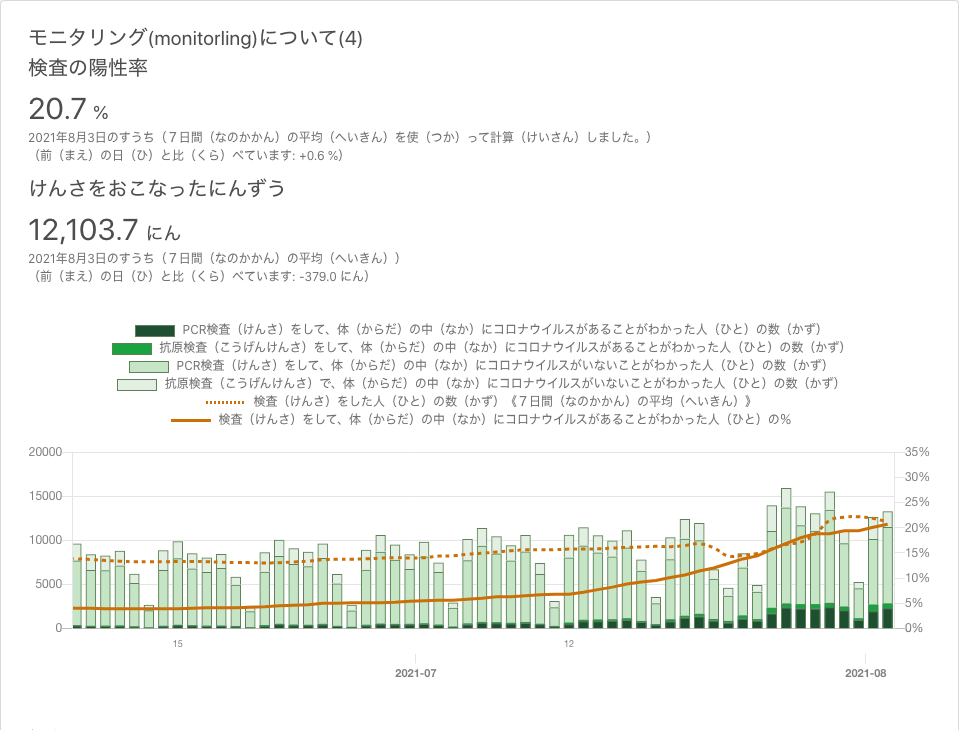 モニタリング(monitorling)について(4)
検査の陽性率
20.7 %
2021年8月3日のすうち（７日間（なのかかん）の平均（へいきん）を使（つか）って計算（けいさん）しました。）
（前（まえ）の日（ひ）と比（くら）べています: +0.6 %）
けんさをおこなったにんずう
12,103.7 にん
2021年8月3日のすうち（７日間（なのかかん）の平均（へいきん））
（前（まえ）の日（ひ）と比（くら）べています: -379.0 にん）
PCR検査（けんさ）をして、体（からだ）の中（なか）にコロナウイルスがあることがわかった人（ひと）の数（かず）
抗原検査（こうげんけんさ）をして、体（からだ）の中（なか）にコロナウイルスがあることがわかった人（ひと）の数（かず）
PCR検査（けんさ）をして、体（からだ）の中（なか）にコロナウイルスがいないことがわかった人（ひと）の数（かず）
抗原検査（こうげんけんさ）で、体（からだ）の中（なか）にコロナウイルスがいないことがわかった人（ひと）の数（かず）
検査（けんさ）をした人（ひと）の数（かず）《７日間（なのかかん）の平均（へいきん）》
検査（けんさ）をして、体（からだ）の中（なか）にコロナウイルスがあることがわかった人（ひと）の%
20000 35%
30%
15000 25%
10000 20%
15%
5000 10%
5%
0 0%
15 12
2021-07 2021-08